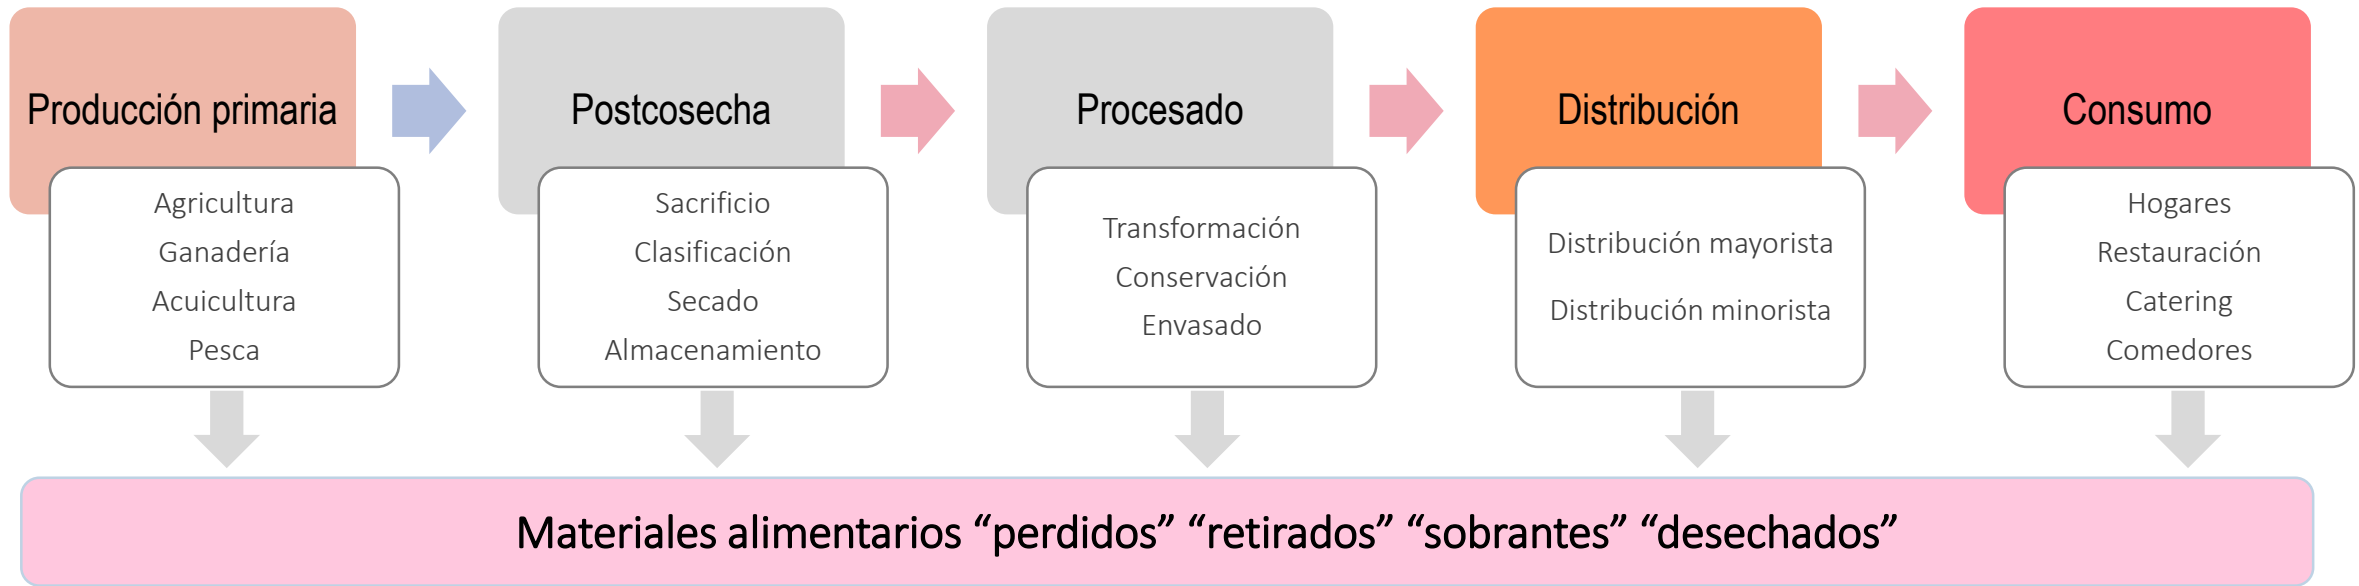 Producción primaria
Agricultura
Ganadería
Acuicultura
Pesca
Postcosecha
Sacrificio
Clasificación
Secado
Almacenamiento
Procesado
Transformación
Conservación
Envasado
Distribución
Distribución mayorista
Distribución minorista
Consumo
Hogares
Restauración
Catering
Comedores
Materiales alimentarios “perdidos” “retirados” “sobrantes” “desechados”